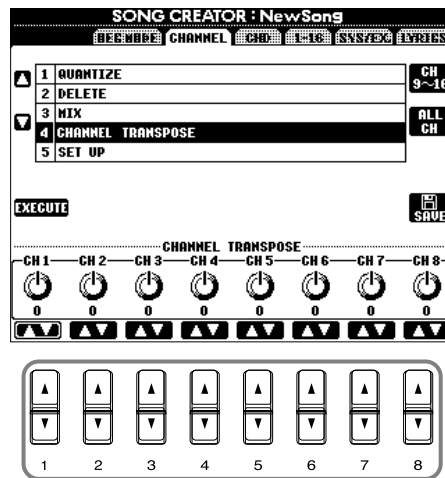 SONG CREATOR : NewSong
REC MODE CHANNEL CHD 1-16 SYS/EX. LYRICS
1 QUANTIZE
2 DELETE
3 MIX
4 CHANNEL TRANSPOSE
5 SET UP
CH 9~16
ALL CH
EXECUTE
SAVE
CHANNEL TRANSPOSE
CH 1 CH 2 CH 3 CH 4 CH 5 CH 6 CH 7 CH 8
0 0 0 0 0 0 0 0
1 2 3 4 5 6 7 8